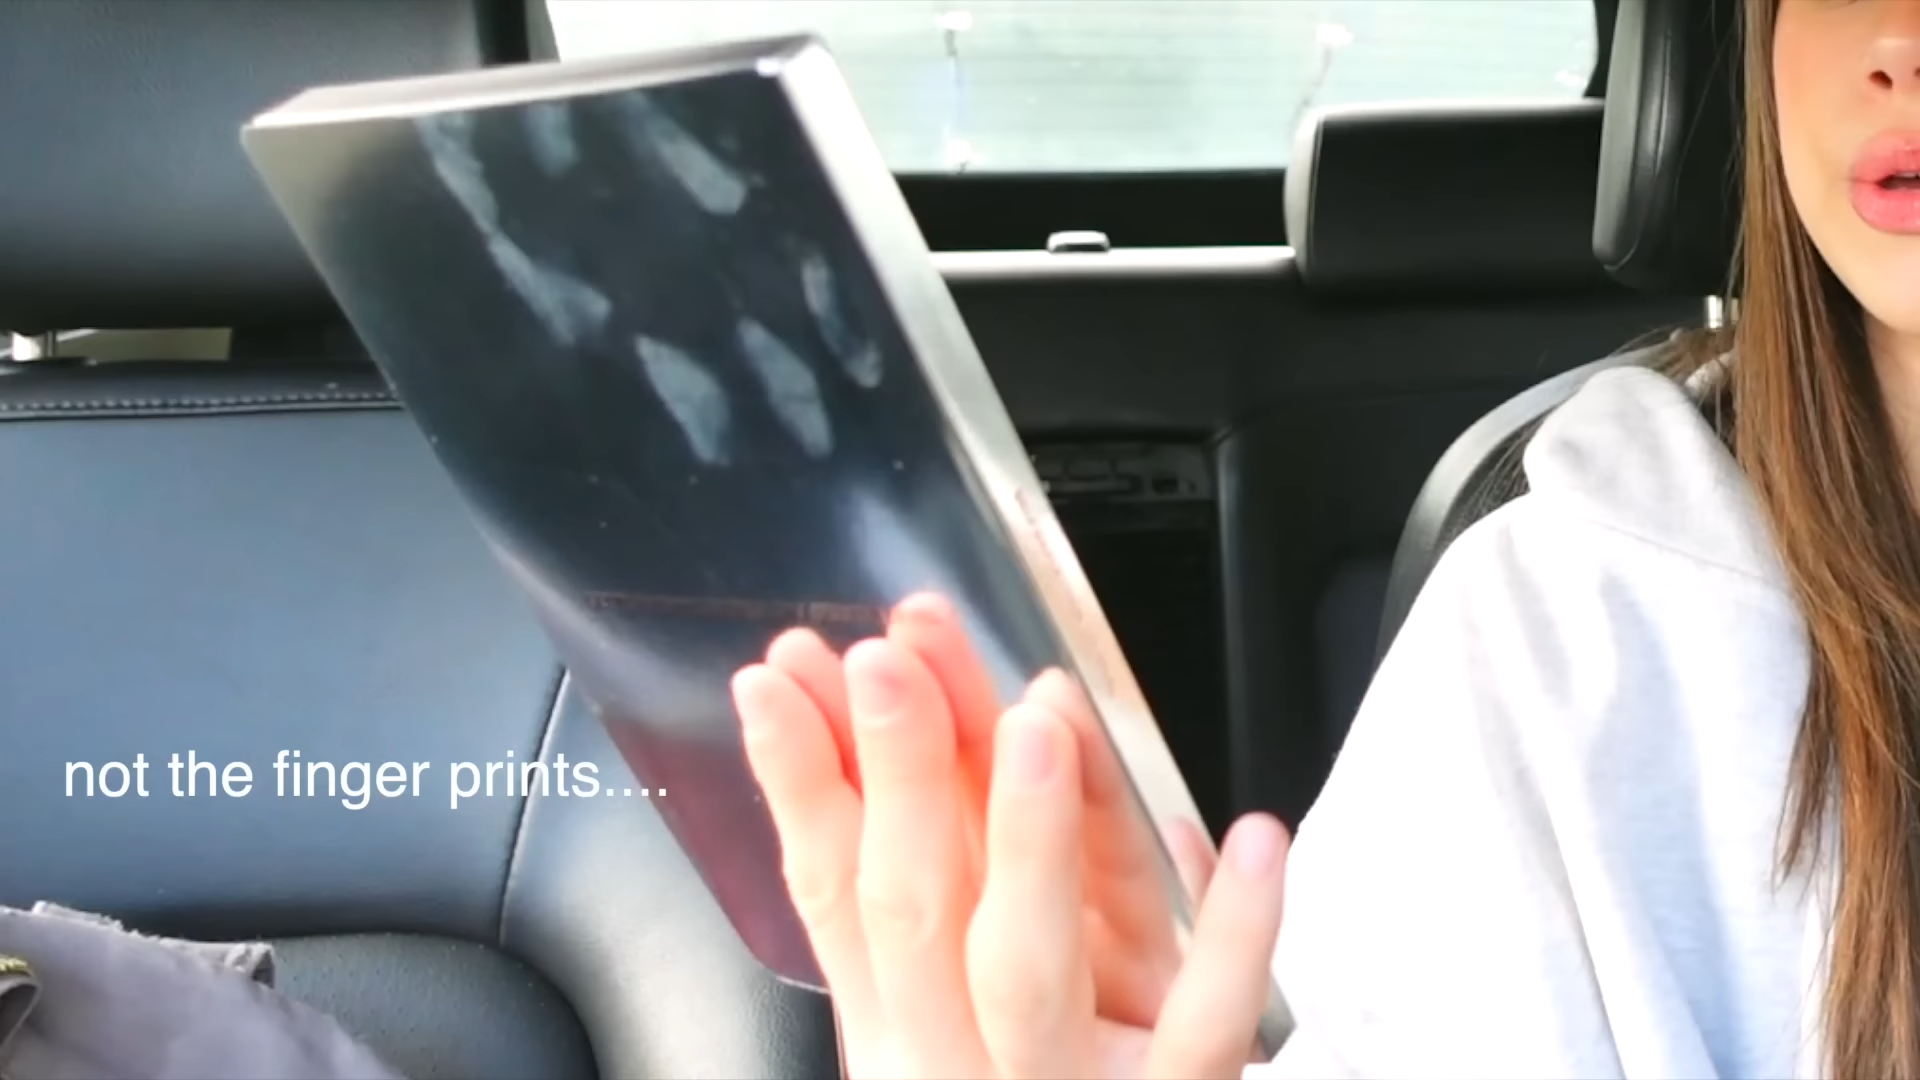 not the finger prints....